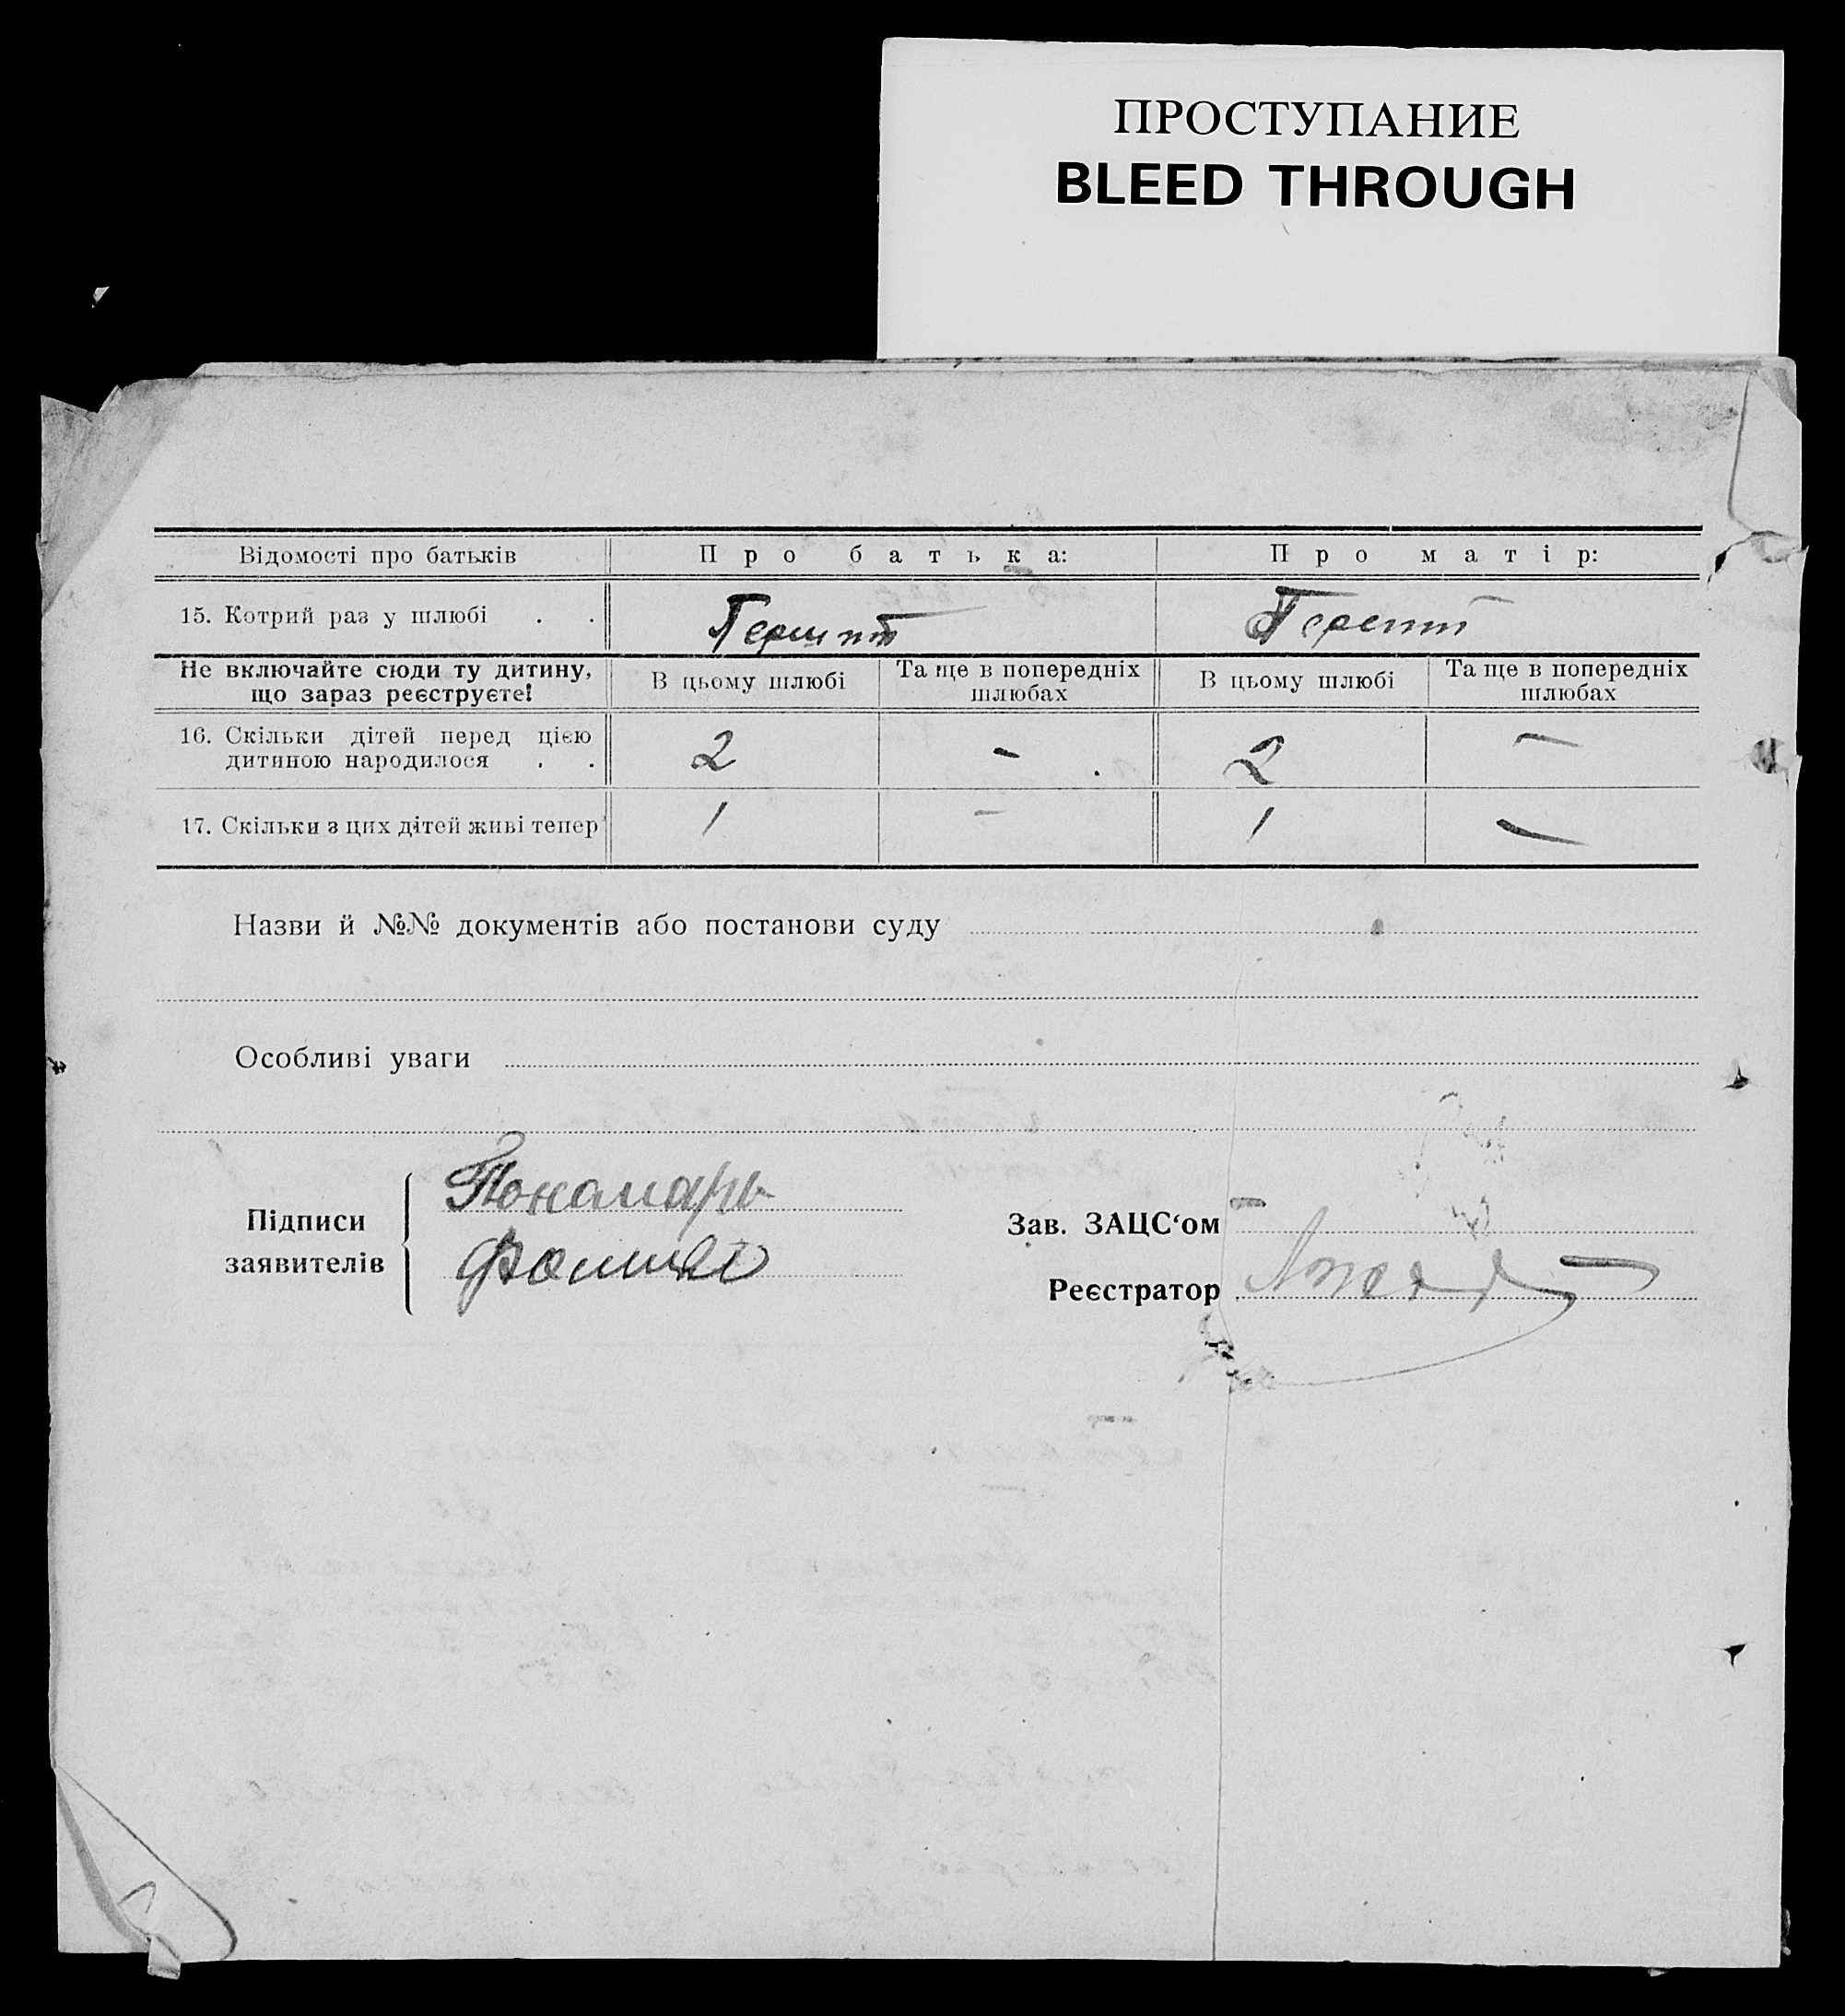 ПРОСТУПАНИЕ
BLEED THROUGH
Відомості про батьків Про батька: Про матір:
15. Котрий раз у шлюбі . .
Не включайте сюди ту дитину, що зараз реєструєте! В цьому шлюбі Та ще в попередніх шлюбах В цьому шлюбі Та ще в попередніх шлюбах
16. Скільки дітей перед цією дитиною народилося . . 2 - 2 -
17. Скільки з цих дітей живі тепер 1 - 1 -
Назви й №№ документів або постанови суду
Особливі уваги
Підписи заявителів
Пономарь
Зав. ЗАЦС‘ом
Реєстратор